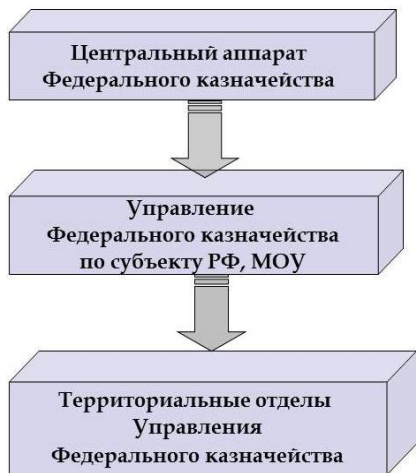 Центральный аппарат
Федерального казначейства
Управление
Федерального казначейства
по субъекту РФ, МОУ
Территориальные отделы
Управления
Федерального казначейства